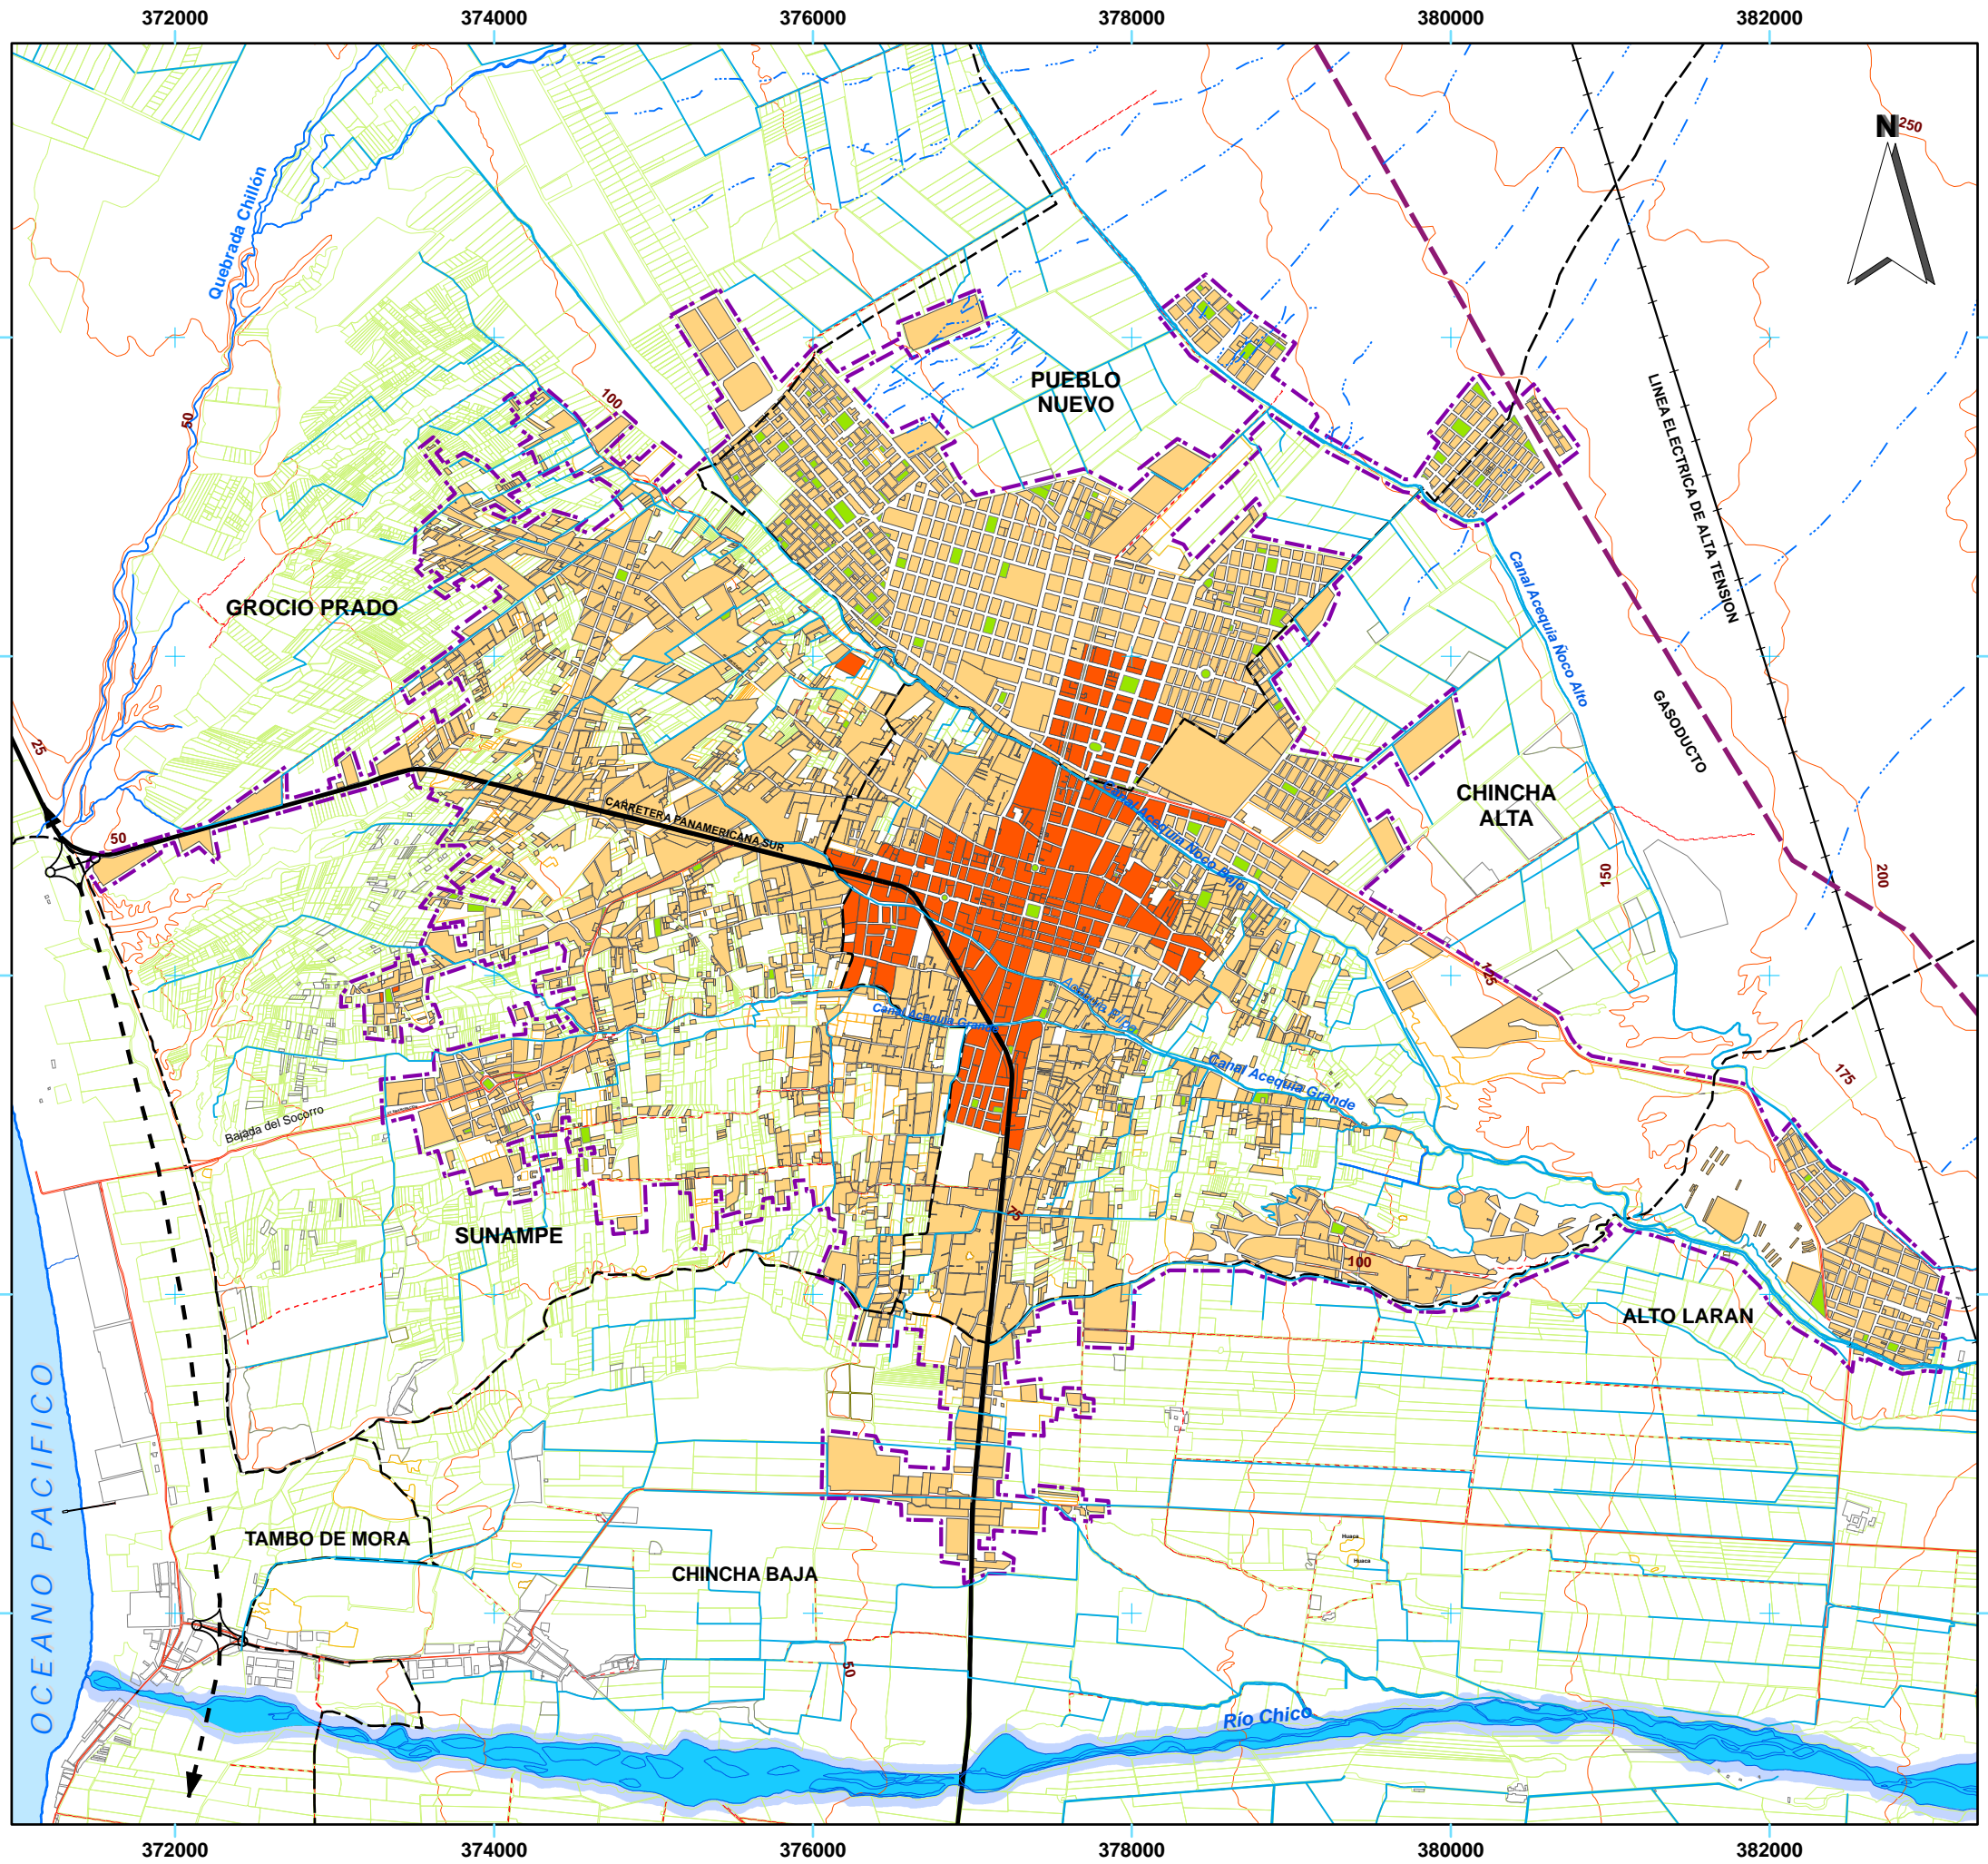 372000 374000 376000 378000 380000 382000
N
250
Quebrada Chillón
50
100
PUEBLO
NUEVO
LINEA ELECTRICA DE ALTA TENSION
GROCIO PRADO
Canal Acequia Ñoco Alto
GASODUCTO
25
50
CARRETERA PANAMERICANA SUR
CHINCHA
ALTA
Canal Acequia Ñoco Bajo
150
200
125
Acequia Pilpa
Canal Acequia Grande
Canal Acequia Grande
175
Bajada del Socorro
SUNAMPE
75
100
ALTO LARAN
OCEANO PACIFICO
TAMBO DE MORA
CHINCHA BAJA
Huaca
Huaca
50
Río Chico
372000 374000 376000 378000 380000 382000